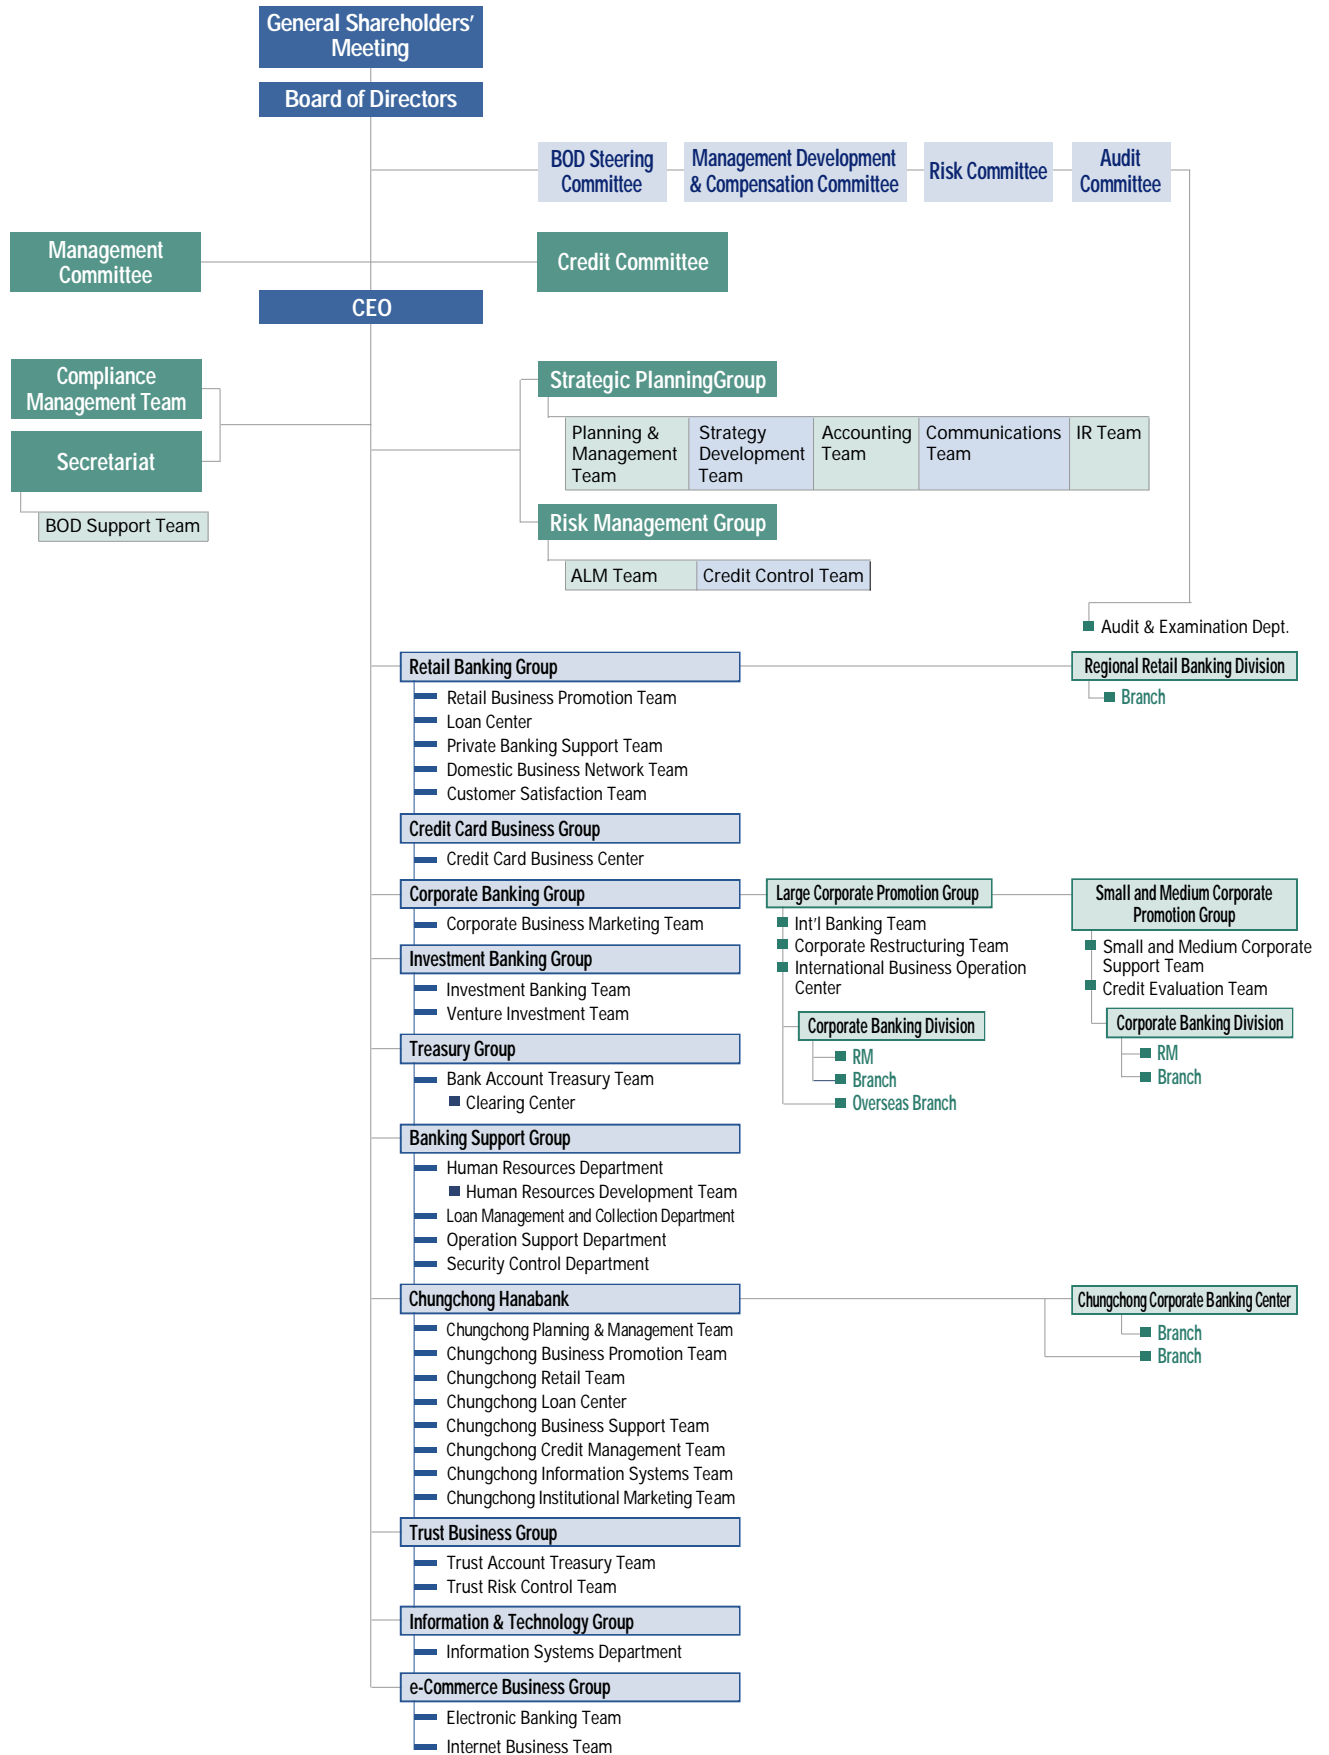 General Shareholders'
Meeting
Board of Directors
BOD Steering
Committee
Management Development
& Compensation Committee
Risk Committee
Audit
Committee
Management
Committee
Credit Committee
CEO
Compliance
Management Team
Secretariat
BOD Support Team
Strategic PlanningGroup
Planning &
Management
Team
Strategy
Development
Team
Accounting
Team
Communications
Team
IR Team
Risk Management Group
ALM Team
Credit Control Team
Audit & Examination Dept.
Retail Banking Group
Retail Business Promotion Team
Loan Center
Private Banking Support Team
Domestic Business Network Team
Customer Satisfaction Team
Regional Retail Banking Division
Branch
Credit Card Business Group
Credit Card Business Center
Corporate Banking Group
Corporate Business Marketing Team
Large Corporate Promotion Group
Int'l Banking Team
Corporate Restructuring Team
International Business Operation
Center
Corporate Banking Division
RM
Branch
Overseas Branch
Small and Medium Corporate
Promotion Group
Small and Medium Corporate
Support Team
Credit Evaluation Team
Corporate Banking Division
RM
Branch
Investment Banking Group
Investment Banking Team
Venture Investment Team
Treasury Group
Bank Account Treasury Team
Clearing Center
Banking Support Group
Human Resources Department
Human Resources Development Team
Loan Management and Collection Department
Operation Support Department
Security Control Department
Chungchong Hanabank
Chungchong Planning & Management Team
Chungchong Business Promotion Team
Chungchong Retail Team
Chungchong Loan Center
Chungchong Business Support Team
Chungchong Credit Management Team
Chungchong Information Systems Team
Chungchong Institutional Marketing Team
Chungchong Corporate Banking Center
Branch
Branch
Trust Business Group
Trust Account Treasury Team
Trust Risk Control Team
Information & Technology Group
Information Systems Department
e-Commerce Business Group
Electronic Banking Team
Internet Business Team